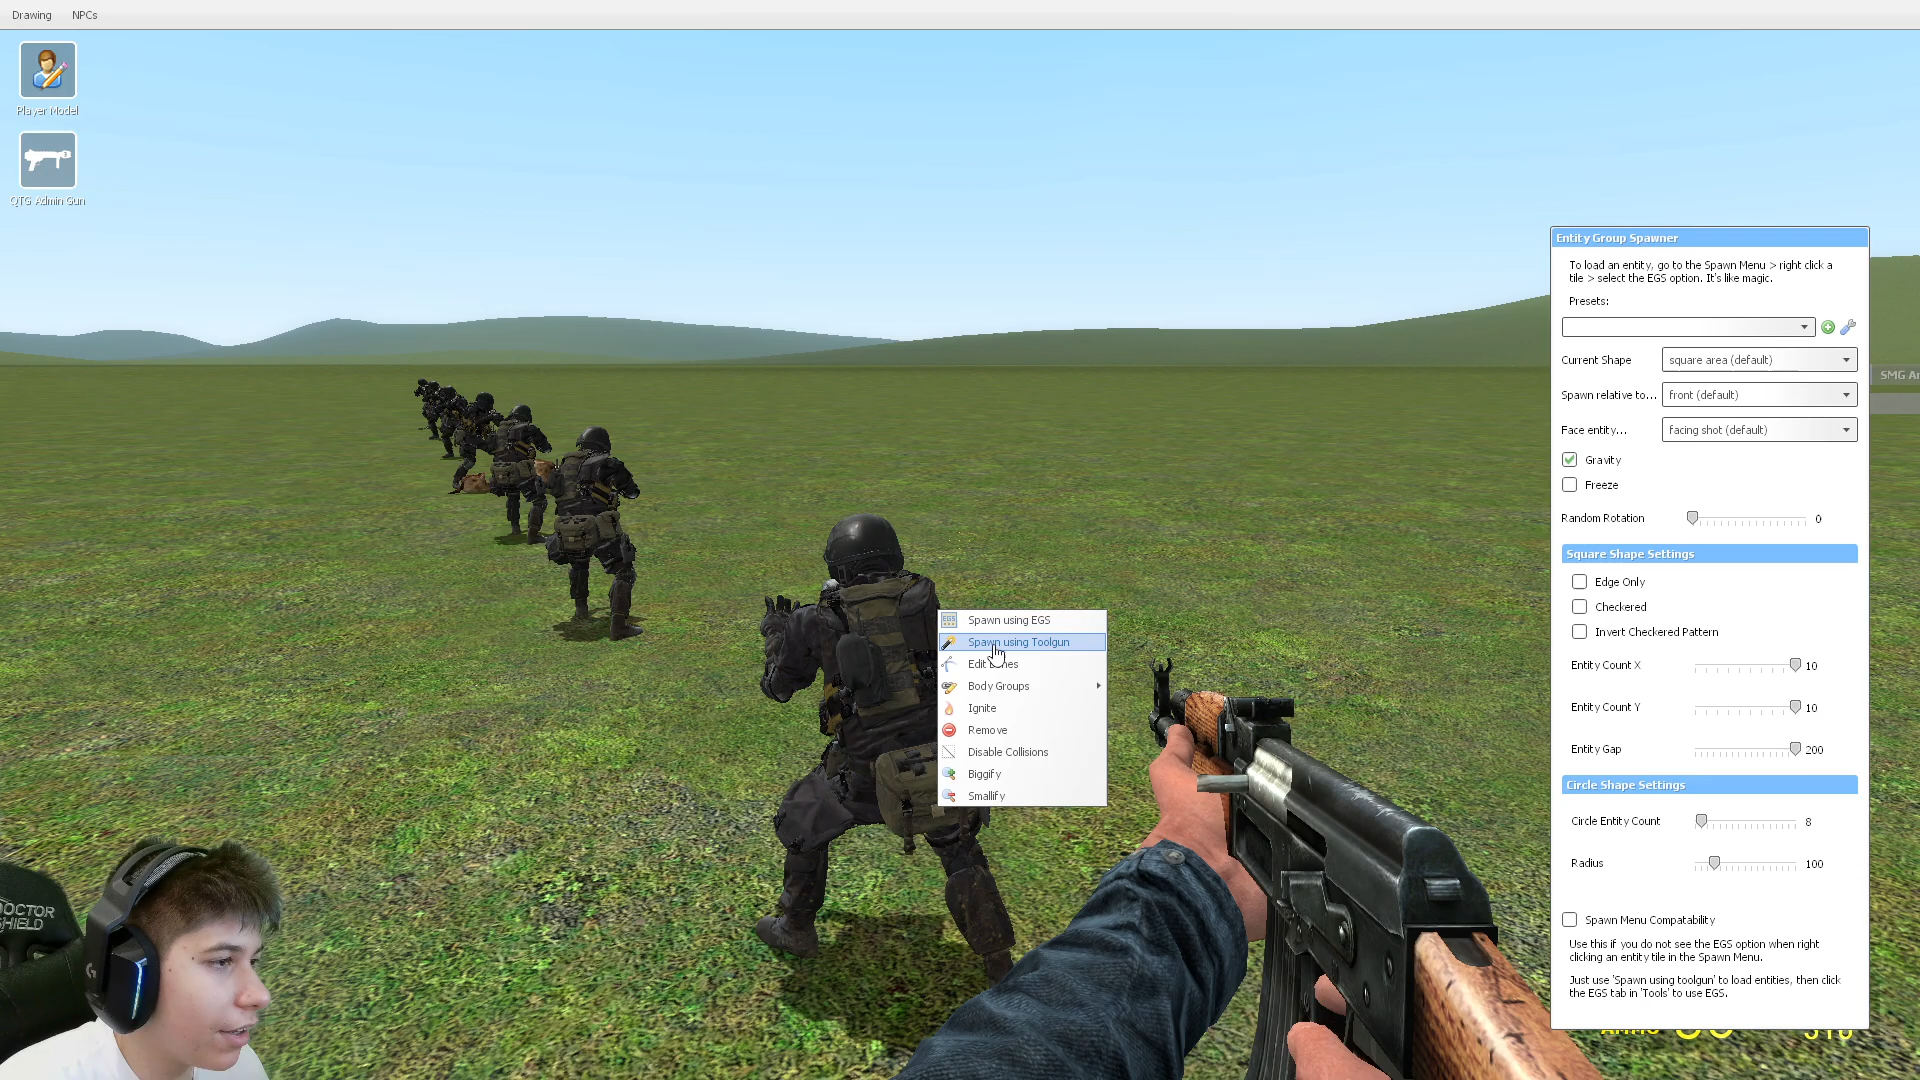 Drawing
NPCs
Player Model
QTG Admin Gun
Spawn using EGS
Spawn using Toolgun
Body Groups
Ignite
Remove
Disable Collisions
Biggify
Smallify
DOCTOR
SHIELD
Entity Group Spawner
To load an entity, go to the Spawn Menu > right click a
tile > select the EGS option. It's like magic.
Presets:
Current Shape
square area (default)
Spawn relative to...
front (default)
Face entity...
facing shot (default)
Gravity
Freeze
Random Rotation
0
Square Shape Settings
Edge Only
Checkered
Invert Checkered Pattern
Entity Count X
10
Entity Count Y
10
Entity Gap
200
Circle Shape Settings
Circle Entity Count
8
Radius
100
Spawn Menu Compatability
Use this if you do not see the EGS option when right
clicking an entity tile in the Spawn Menu.
Just use 'Spawn using toolgun' to load entities, then click
the EGS tab in 'Tools' to use EGS.
SMG